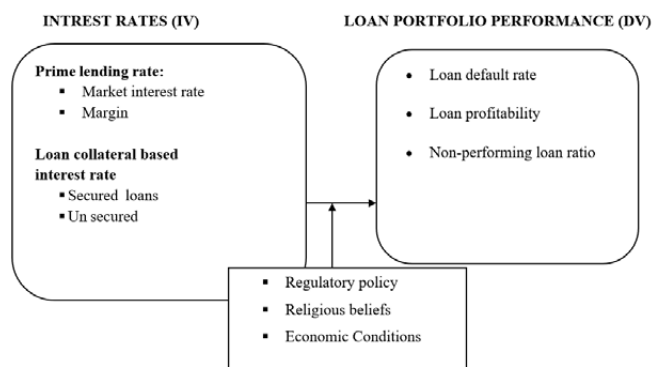 INTREST RATES (IV)
LOAN PORTFOLIO PERFORMANCE (DV)
Prime lending rate:
▪ Market interest rate
▪ Margin
Loan collateral based
interest rate
▪ Secured loans
▪ Un secured
• Loan default rate
• Loan profitability
• Non-performing loan ratio
▪ Regulatory policy
▪ Religious beliefs
▪ Economic Conditions